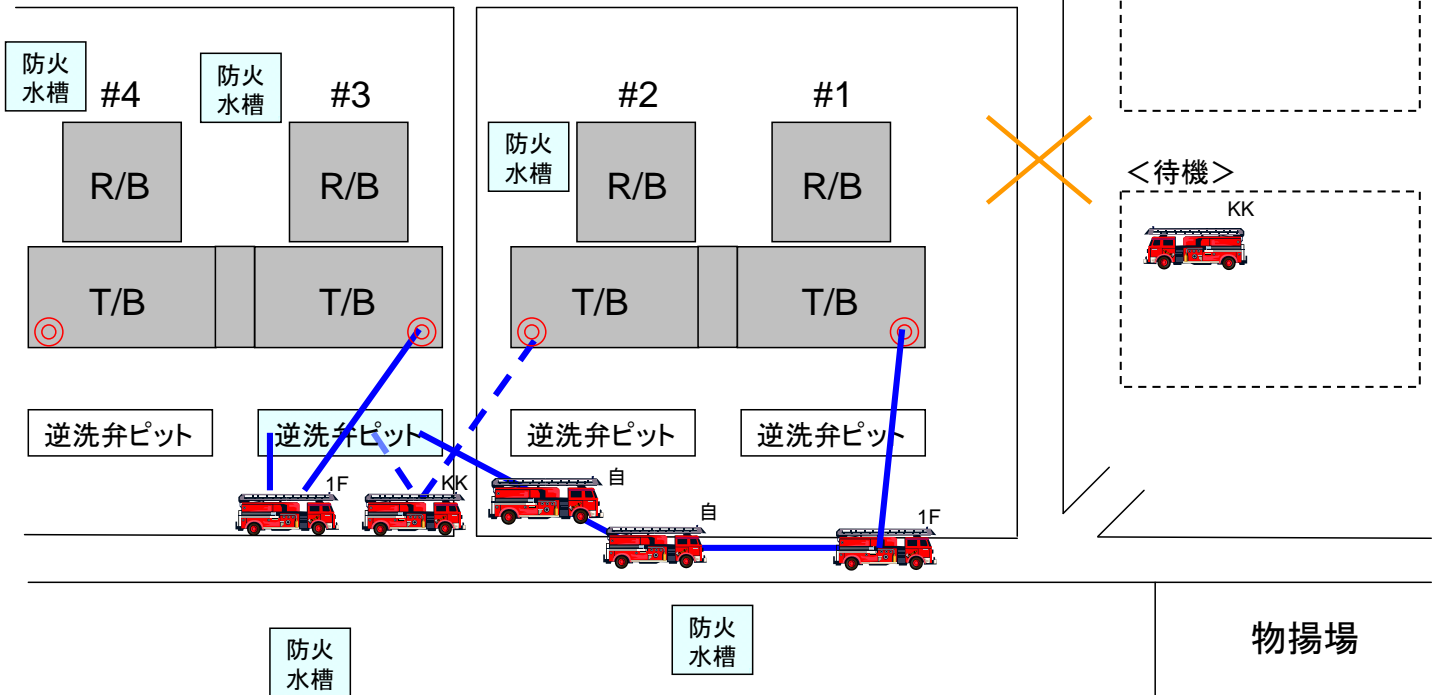 防火
水槽
#4
防火
水槽
#3
#2
#1
防火
水槽
R/B
R/B
R/B
R/B
<待機>
KK
T/B
T/B
T/B
T/B
逆洗弁ピット
逆洗弁ピット
逆洗弁ピット
逆洗弁ピット
1F
KK
自
自
1F
防火
水槽
防火
水槽
物揚場